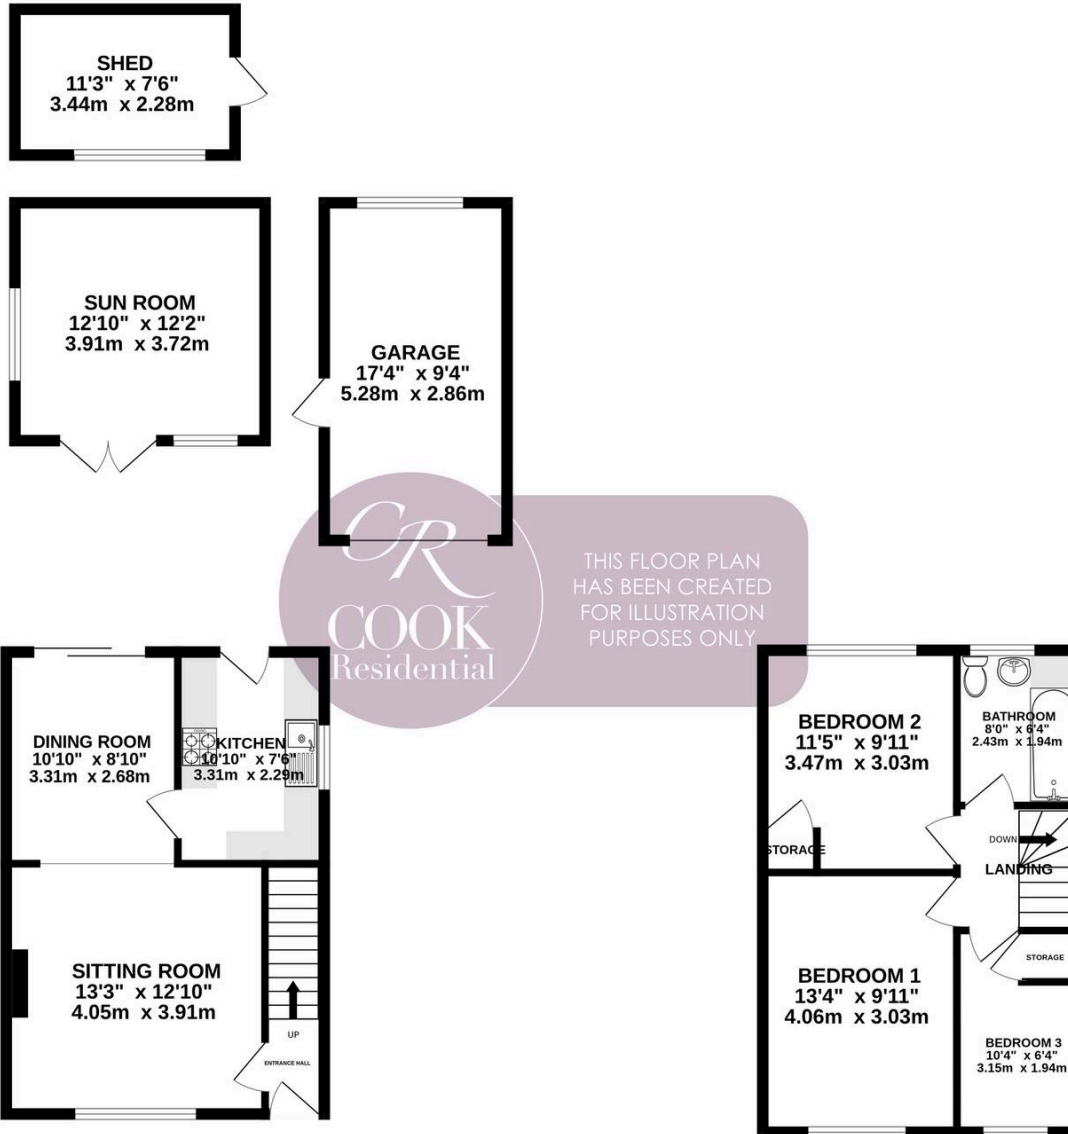 SHED
11'3" x 7'6"
3.44m x 2.28m
SUN ROOM
12'10" x 12'2"
3.91m x 3.72m
GARAGE
17'4" x 9'4"
5.28m x 2.86m
CR
COOK
Residential
THIS FLOOR PLAN
HAS BEEN CREATED
FOR ILLUSTRATION
PURPOSES ONLY
DINING ROOM
10'10" x 8'10"
3.31m x 2.68m
KITCHEN
10'10" x 7'6"
3.31m x 2.29m
SITTING ROOM
13'3" x 12'10"
4.05m x 3.91m
UP
ENTRANCE HALL
BEDROOM 2
11'5" x 9'11"
3.47m x 3.03m
STORAGE
BATHROOM
8'0" x 6'4"
2.43m x 1.94m
DOWN
LANDING
STORAGE
BEDROOM 1
13'4" x 9'11"
4.06m x 3.03m
BEDROOM 3
10'4" x 6'4"
3.15m x 1.94m